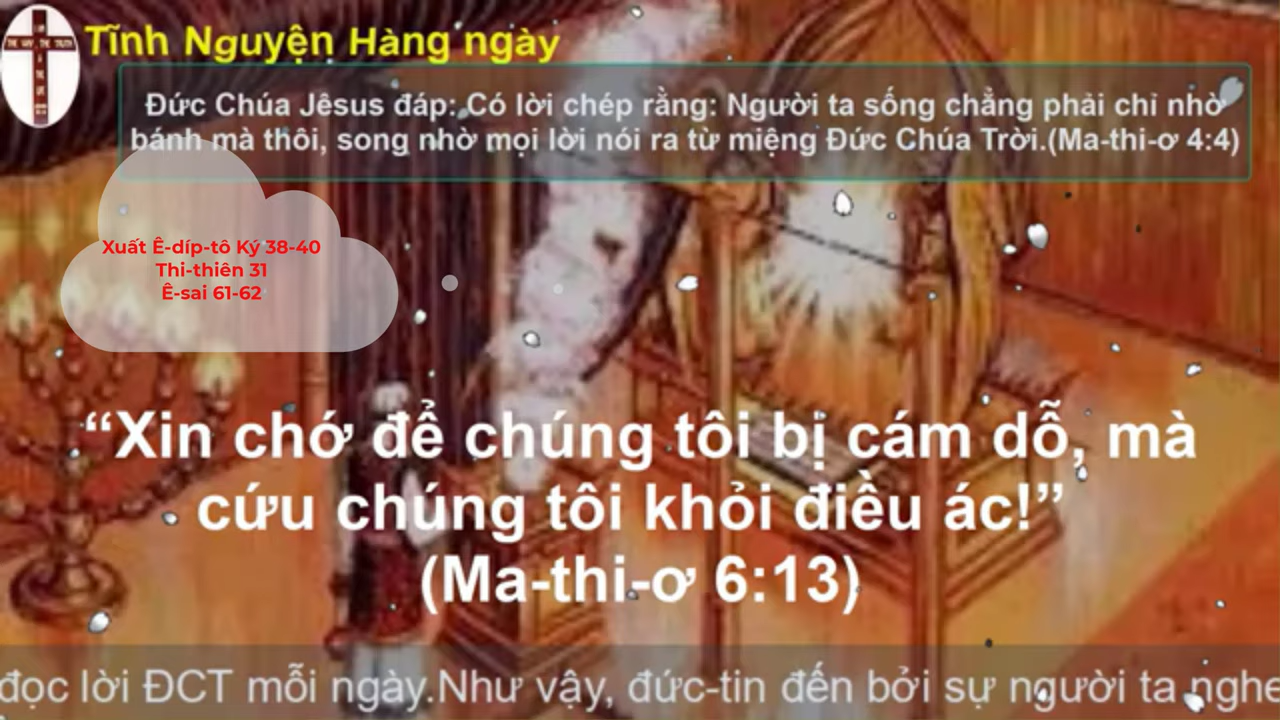 Tĩnh Nguyện Hàng ngày
THE WAY, THE TRUTH
Đức Chúa Jêsus đáp: Có lời chép rằng: Người ta sống chẳng phải chỉ nhờ
bánh mà thôi, song nhờ mọi lời nói ra từ miệng Đức Chúa Trời.(Ma-thi-ơ 4:4)
Xuất Ê-díp-tô Ký 38-40
Thi-thiên 31
Ê-sai 61-62
“Xin chớ để chúng tôi bị cám dỗ, mà
cứu chúng tôi khỏi điều ác!”
(Ma-thi-ơ 6:13)
đọc lời ĐCT mỗi ngày.Như vậy, đức-tin đến bởi sự người ta nghe